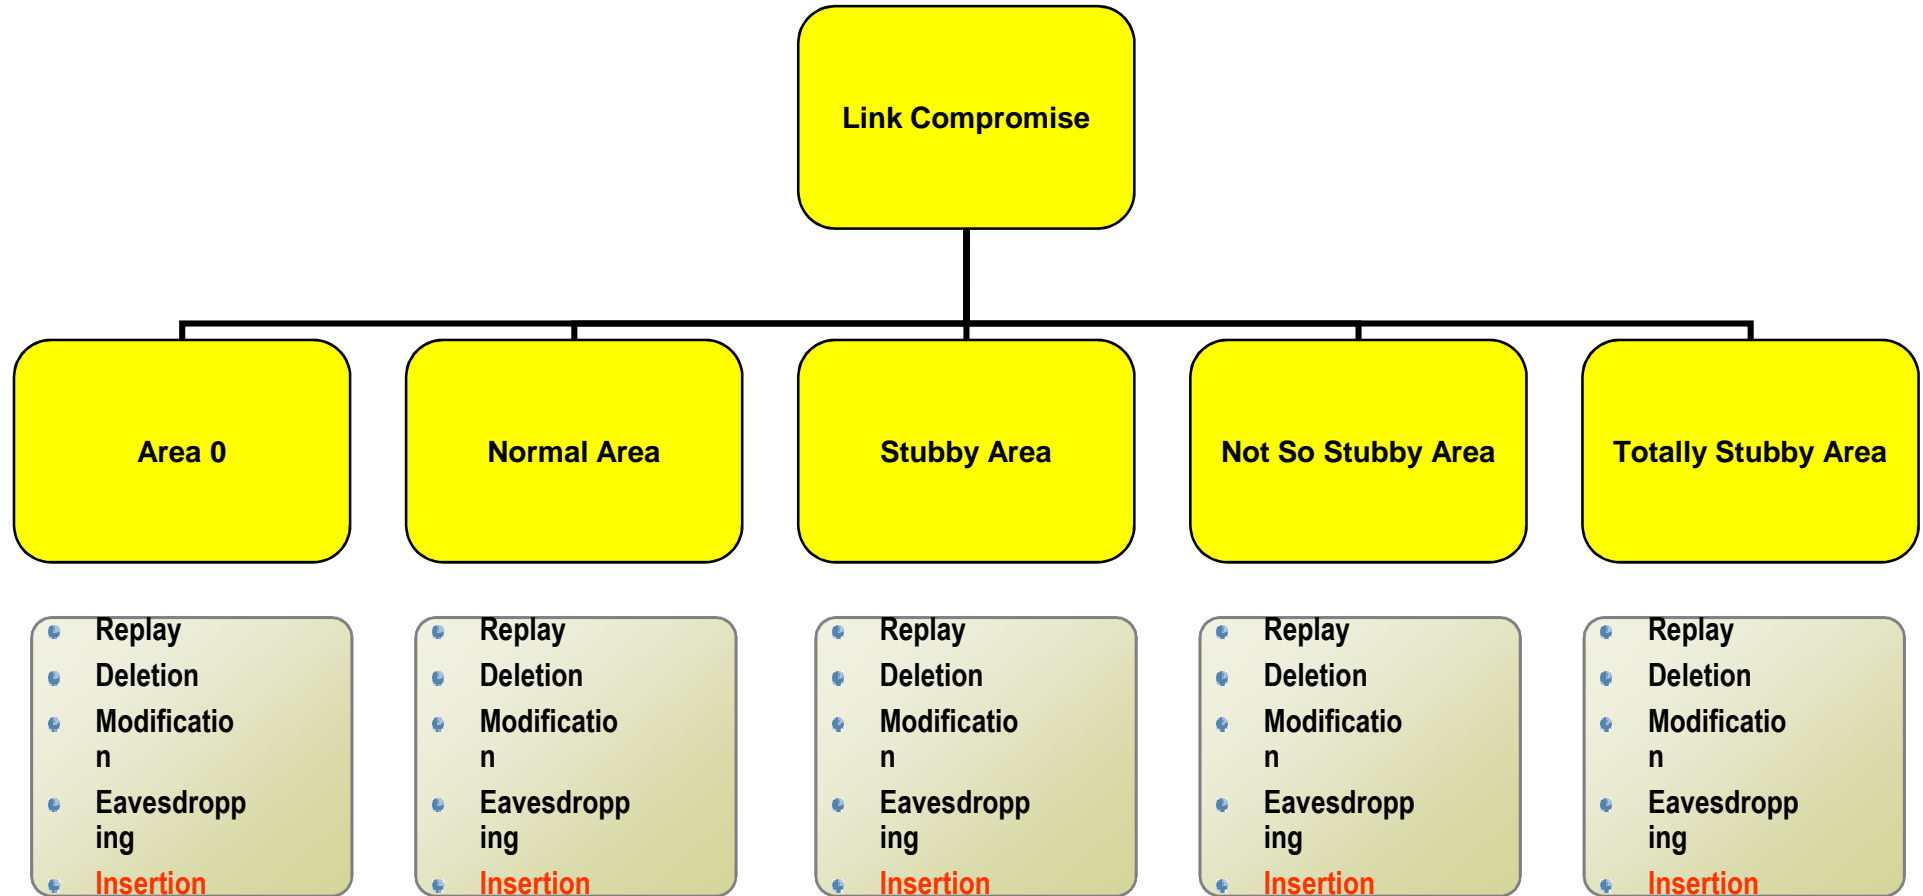 Link Compromise
Area 0
Normal Area
Stubby Area
Not So Stubby Area
Totally Stubby Area
Replay
Deletion
Modificatio
n
Eavesdropp
ing
Insertion
Replay
Deletion
Modificatio
n
Eavesdropp
ing
Insertion
Replay
Deletion
Modificatio
n
Eavesdropp
ing
Insertion
Replay
Deletion
Modificatio
n
Eavesdropp
ing
Insertion
Replay
Deletion
Modificatio
n
Eavesdropp
ing
Insertion